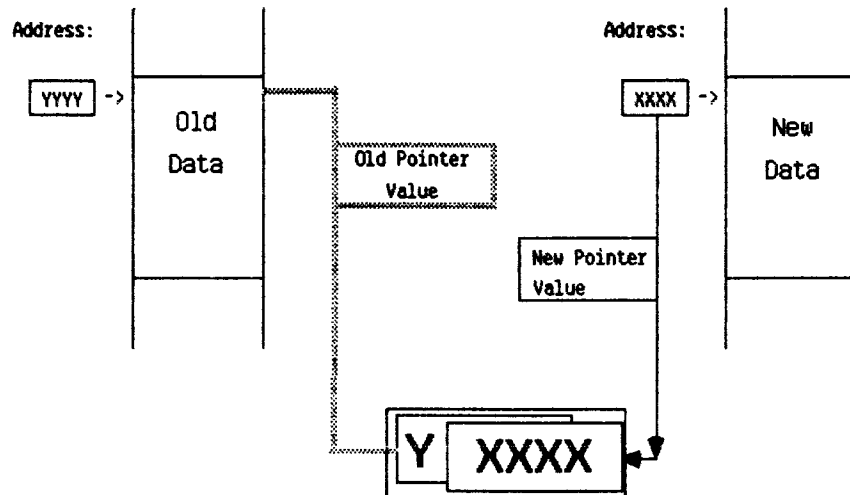 Address:
YYYY ->
Old
Data
Old Pointer
Value
Address:
XXXX ->
New
Data
New Pointer
Value
Y XXXX